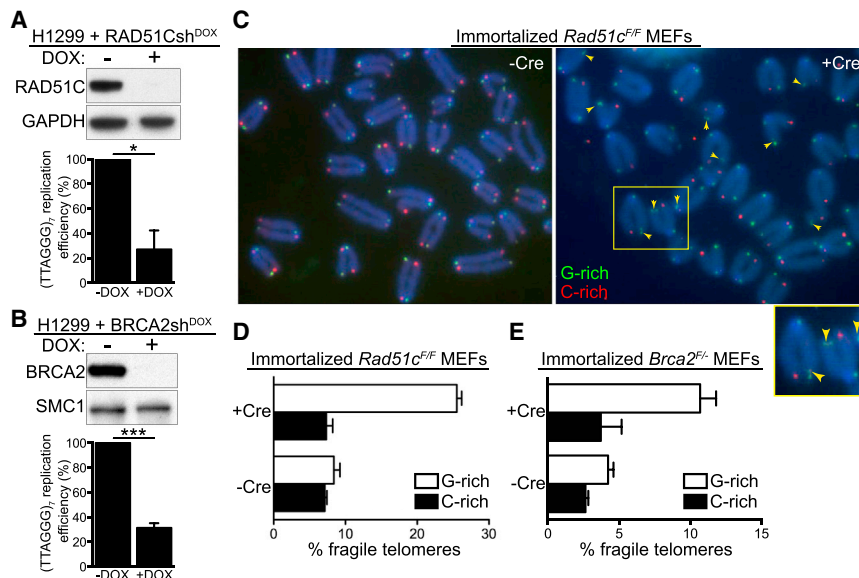 A
H1299 + RAD51Csh^DOX
DOX: - +
RAD51C
GAPDH
(TTAGGG)₇ replication
efficiency (%)
100
80
60
40
20
0
*
-DOX +DOX
B
H1299 + BRCA2sh^DOX
DOX: - +
BRCA2
SMC1
(TTAGGG)₇ replication
efficiency (%)
100
80
60
40
20
0
***
-DOX +DOX
C
Immortalized Rad51c^F/F MEFs
-Cre
+Cre
G-rich
C-rich
D
Immortalized Rad51c^F/F MEFs
+Cre
-Cre
G-rich
C-rich
0 10 20 30
% fragile telomeres
E
Immortalized Brca2^F/- MEFs
+Cre
-Cre
G-rich
C-rich
0 5 10 15
% fragile telomeres